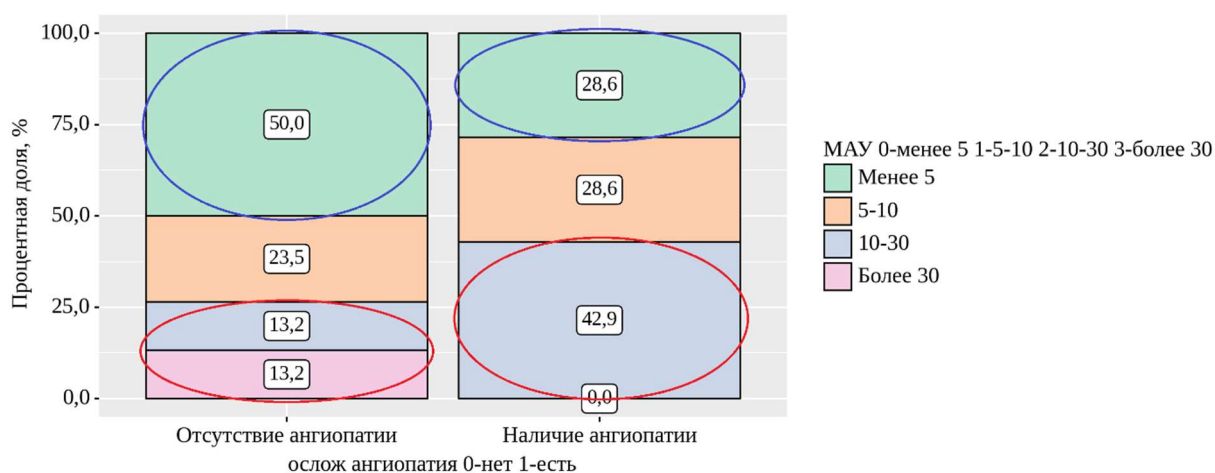 100,0
75,0
50,0
25,0
0,0
Процентная доля, %
50,0
23,5
13,2
13,2
28,6
28,6
42,9
0,0
Отсутствие ангиопатии
Наличие ангиопатии
ослож ангиопатия 0-нет 1-есть
МАУ 0-менее 5 1-5-10 2-10-30 3-более 30
Менее 5
5-10
10-30
Более 30